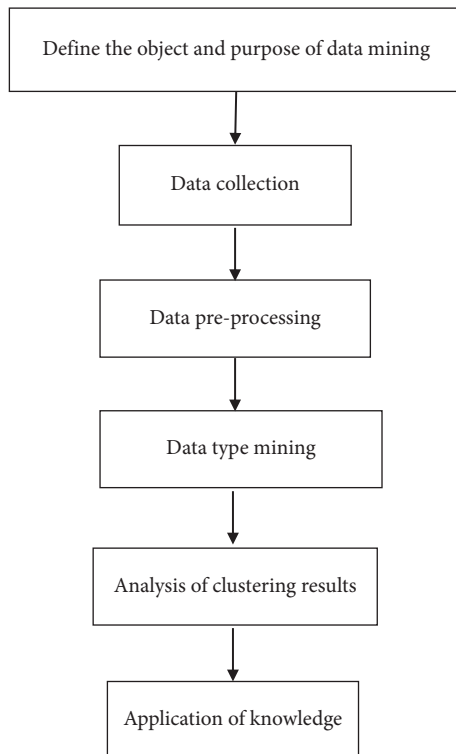 Define the object and purpose of data mining
Data collection
Data pre-processing
Data type mining
Analysis of clustering results
Application of knowledge